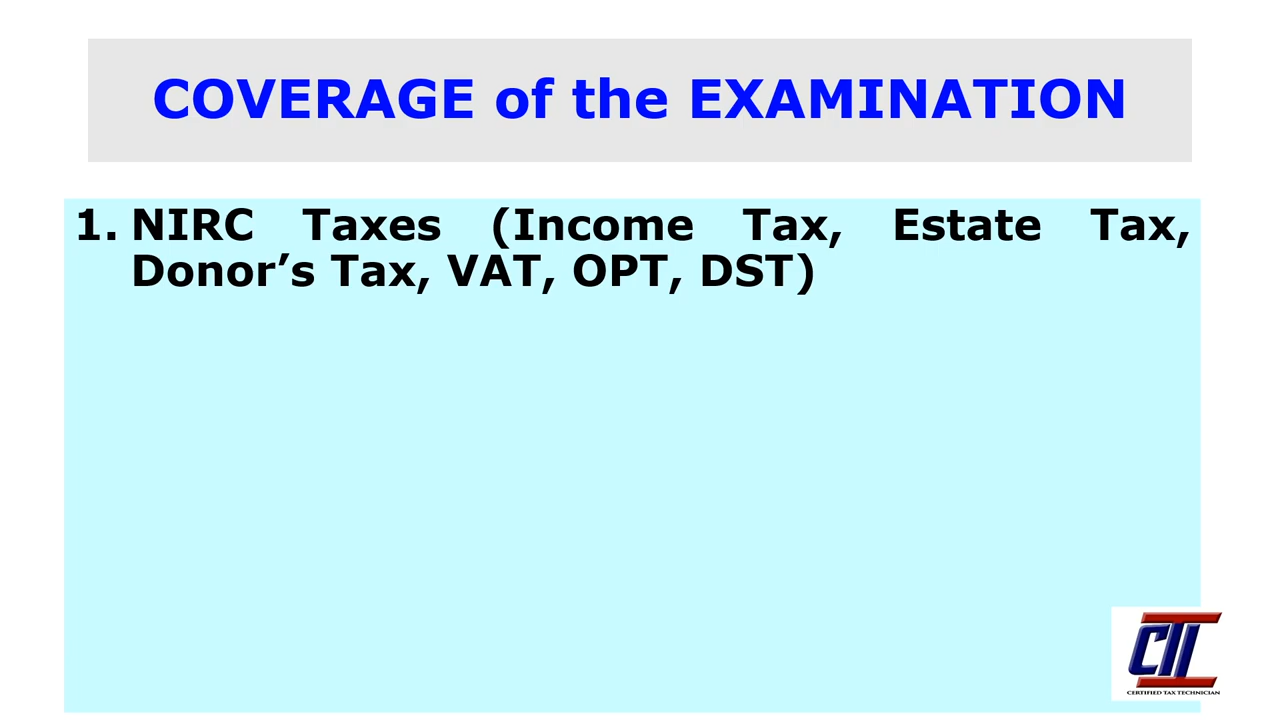 COVERAGE of the EXAMINATION
1. NIRC Taxes (Income Tax, Estate Tax,
Donor’s Tax, VAT, OPT, DST)
CTT
CERTIFIED TAX TECHNICIAN